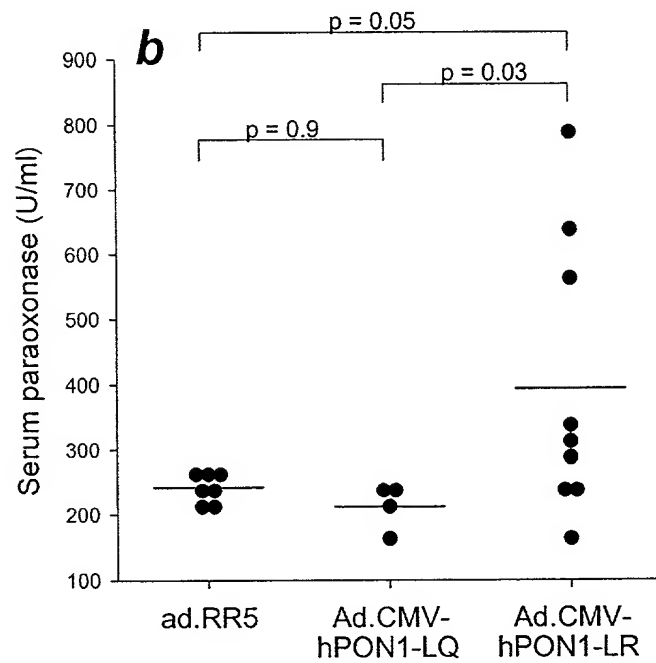 b
p = 0.05
p = 0.03
p = 0.9
Serum paraoxonase (U/ml)
900
800
700
600
500
400
300
200
100
ad.RR5
Ad.CMV-
hPON1-LQ
Ad.CMV-
hPON1-LR